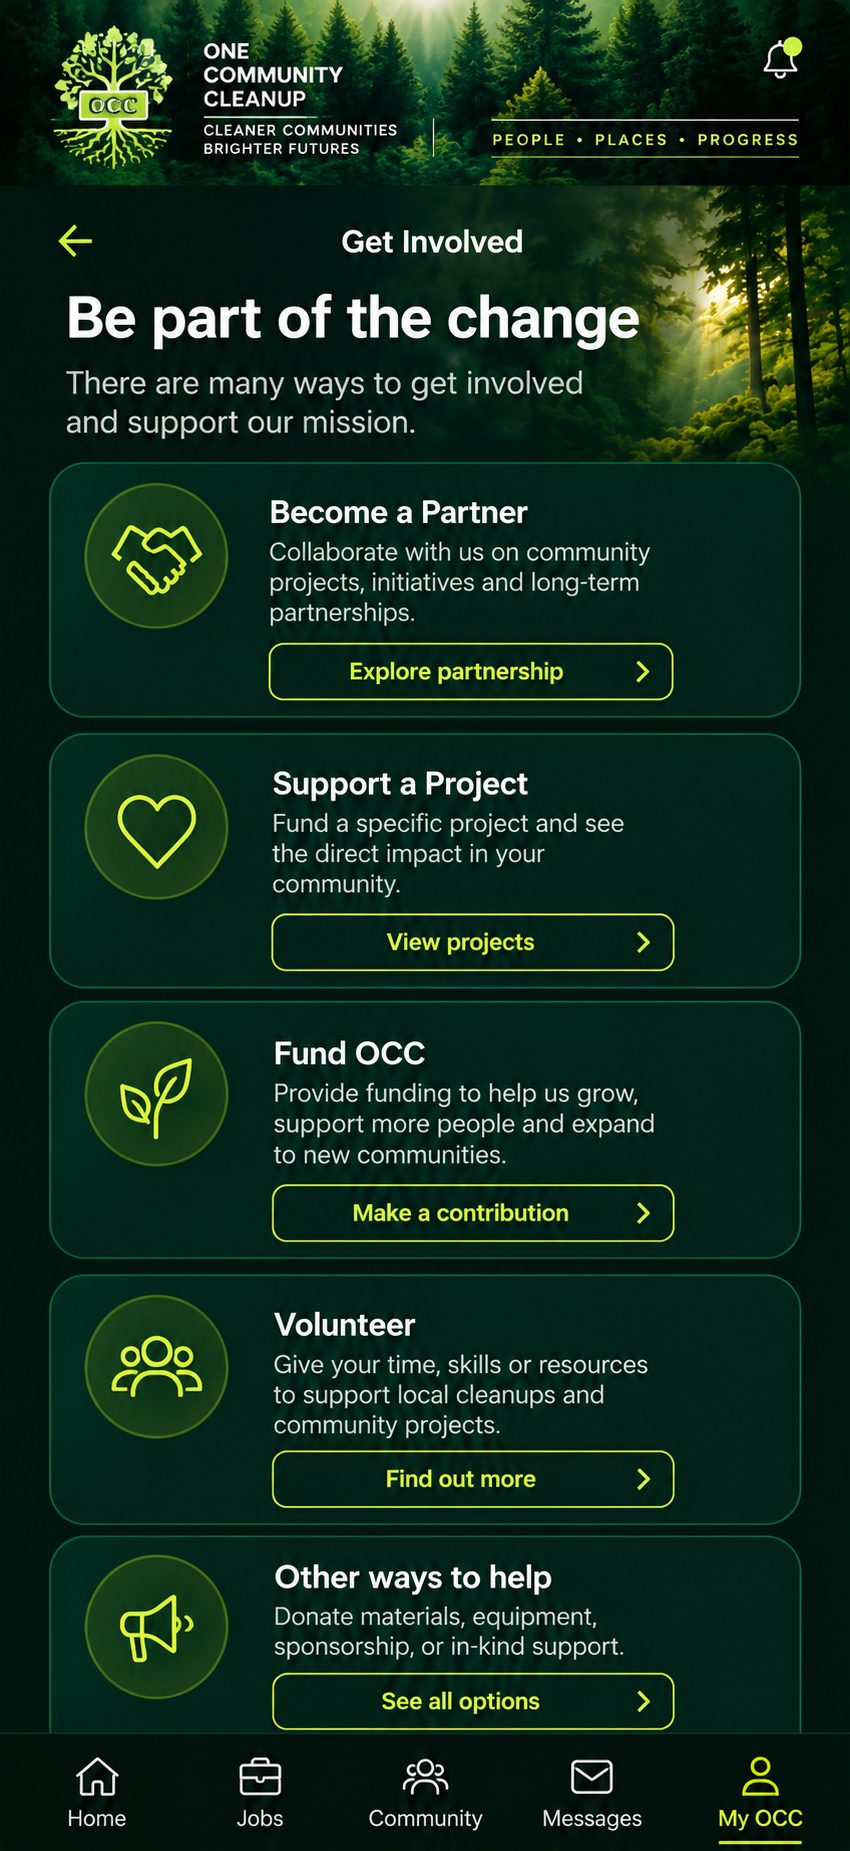 OCC
ONE
COMMUNITY
CLEANUP
CLEANER COMMUNITIES
BRIGHTER FUTURES
PEOPLE • PLACES • PROGRESS
Get Involved
Be part of the change
There are many ways to get involved
and support our mission.
Become a Partner
Collaborate with us on community
projects, initiatives and long-term
partnerships.
Explore partnership
Support a Project
Fund a specific project and see
the direct impact in your
community.
View projects
Fund OCC
Provide funding to help us grow,
support more people and expand
to new communities.
Make a contribution
Volunteer
Give your time, skills or resources
to support local cleanups and
community projects.
Find out more
Other ways to help
Donate materials, equipment,
sponsorship, or in-kind support.
See all options
Home
Jobs
Community
Messages
My OCC